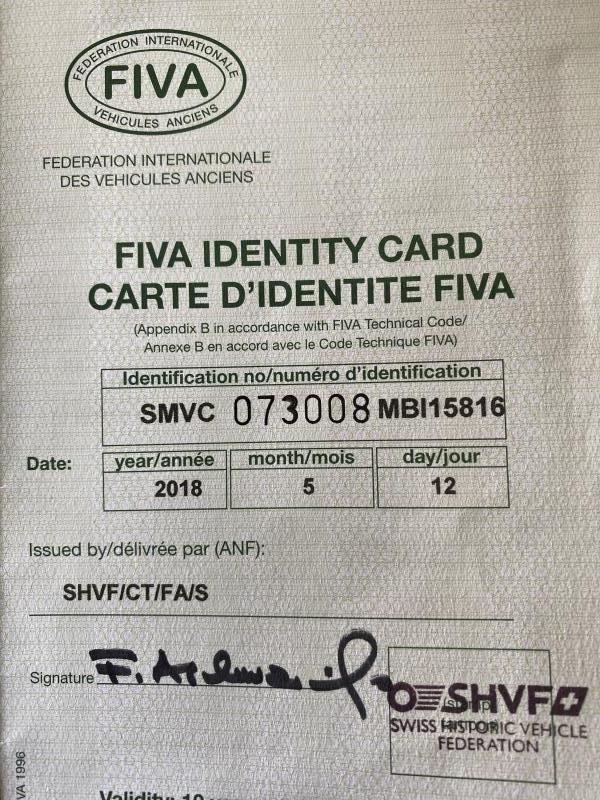 FEDERATION INTERNATIONALE
FIVA
VEHICULES ANCIENS
FEDERATION INTERNATIONALE
DES VEHICULES ANCIENS
FIVA IDENTITY CARD
CARTE D'IDENTITE FIVA
(Appendix B in accordance with FIVA Technical Code/
Annexe B en accord avec le Code Technique FIVA)
Identification no/numéro d'identification
SMVC 073008 MBI15816
Date: year/année month/mois day/jour
2018 5 12
Issued by/délivrée par (ANF):
SHVF/CT/FA/S
Signature F.
SHVF
SWISS HISTORIC VEHICLE
FEDERATION
VA 1996